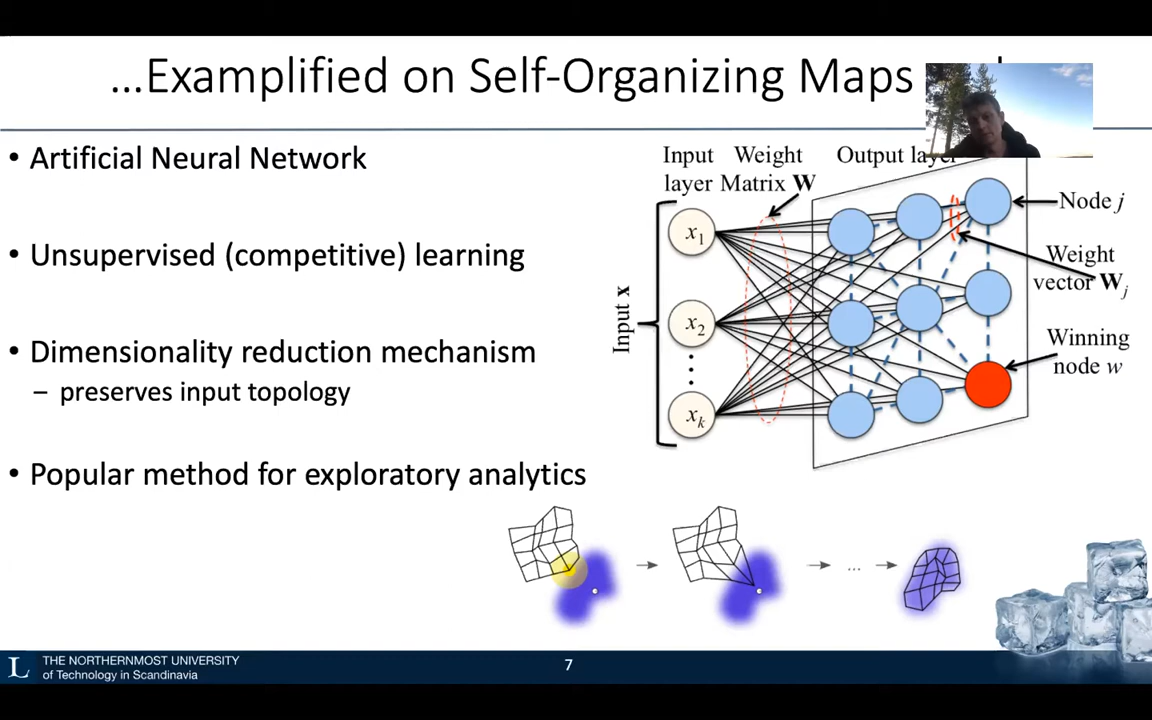 ...Examplified on Self-Organizing Maps
• Artificial Neural Network
• Unsupervised (competitive) learning
• Dimensionality reduction mechanism
– preserves input topology
• Popular method for exploratory analytics
Input layer
Weight Matrix W
Output layer
Input x
x1
x2
xk
Node j
Weight vector Wj
Winning node w
...
L
THE NORTHERNMOST UNIVERSITY
of Technology in Scandinavia
7